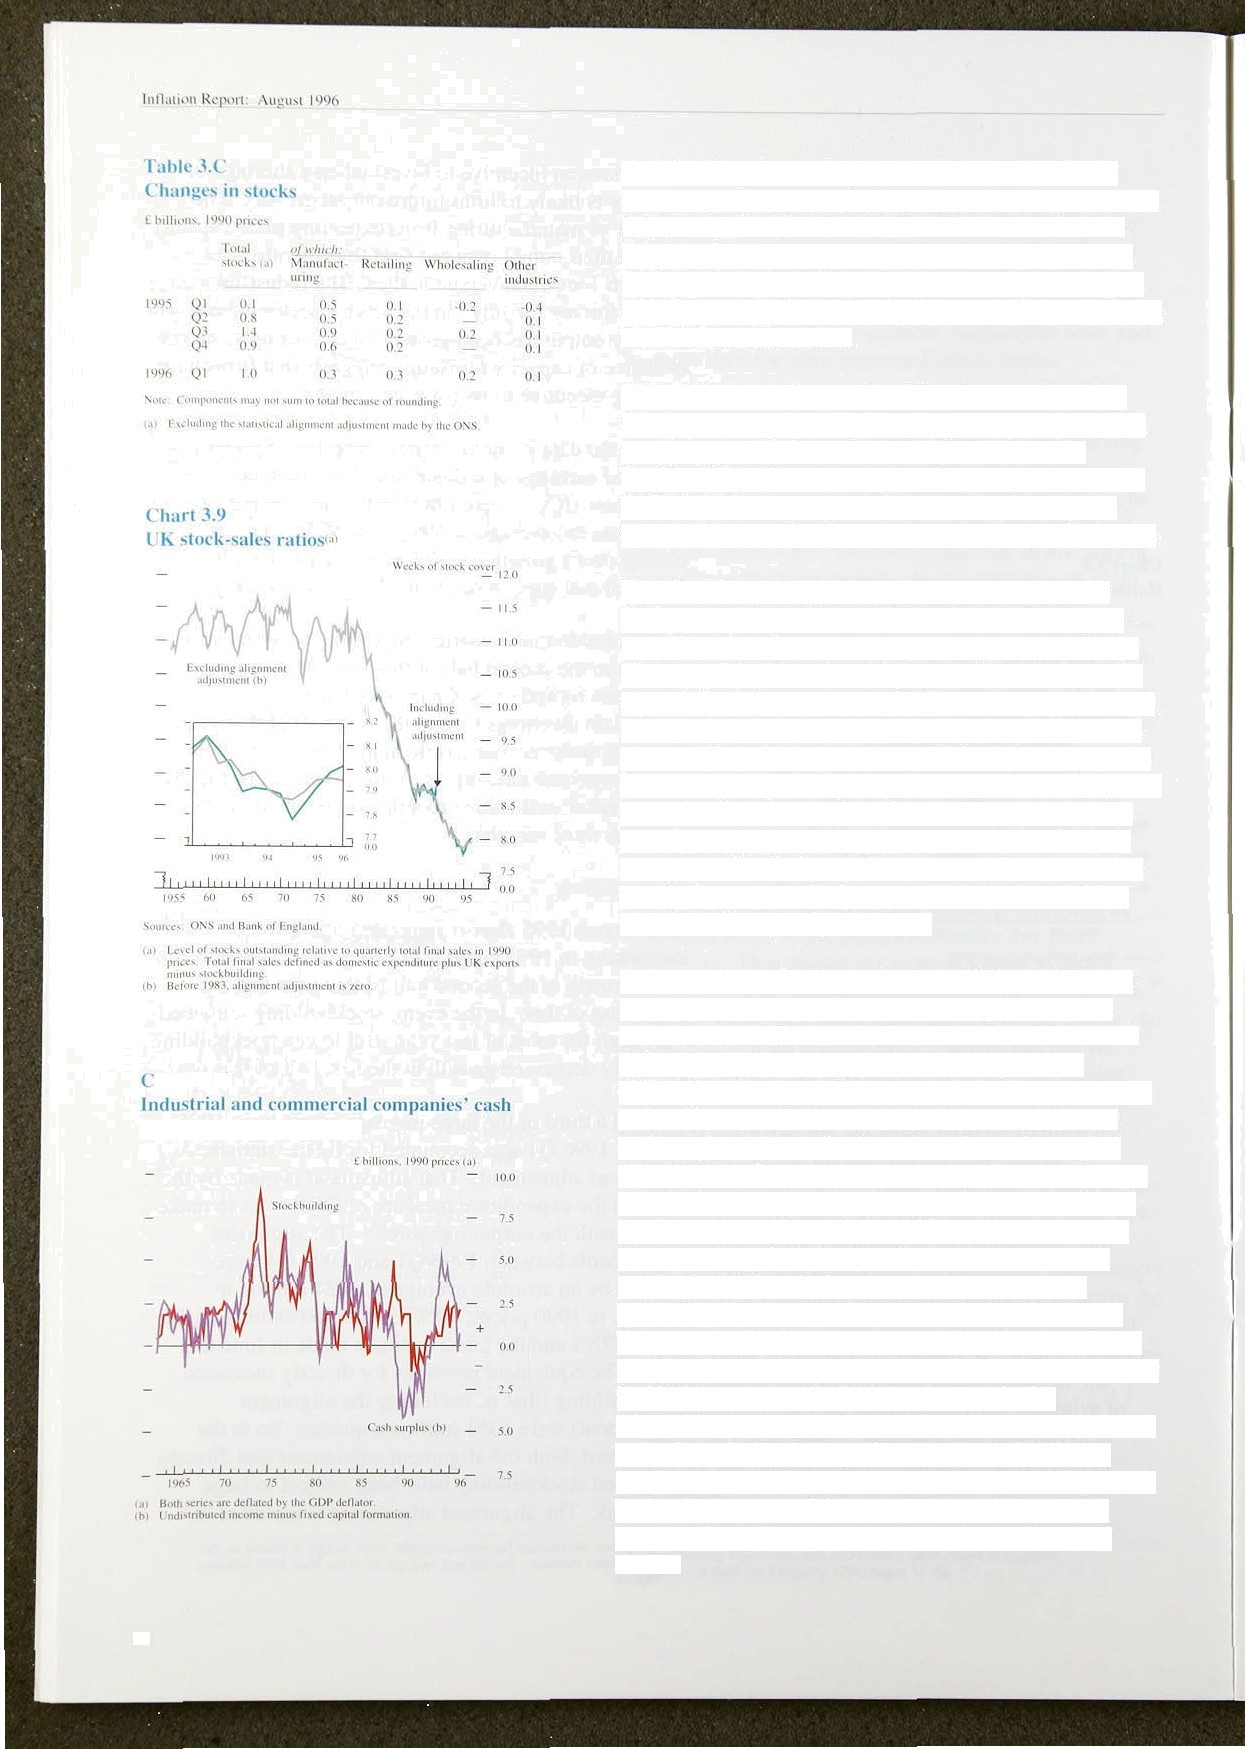 Inflation Report: August 1996
Table 3.C
Changes in stocks
£ billions, 1990 prices
Total stocks (a) of which: Manufact-uring Retailing Wholesaling Other industries
1995 Q1 0.1 0.5 0.1 -0.2 -0.4
Q2 0.8 0.5 0.2 — 0.1
Q3 1.4 0.9 0.2 0.2 0.1
Q4 0.9 0.6 0.2 — 0.1
1996 Q1 1.0 0.3 0.3 0.2 0.1
Note: Components may not sum to total because of rounding.
(a) Excluding the statistical alignment adjustment made by the ONS.
Chart 3.9
UK stock-sales ratios(a)
Weeks of stock cover
12.0
11.5
11.0
Excluding alignment
adjustment (b)
10.5
10.0
Including
alignment
adjustment
9.5
9.0
8.5
8.0
7.5
0.0
8.2
8.1
8.0
7.9
7.8
7.7
0.0
1993 94 95 96
1955 60 65 70 75 80 85 90 95
Sources: ONS and Bank of England.
(a) Level of stocks outstanding relative to quarterly total final sales in 1990
prices. Total final sales defined as domestic expenditure plus UK exports
minus stockbuilding.
(b) Before 1983, alignment adjustment is zero.
C
Industrial and commercial companies' cash
£ billions, 1990 prices (a)
10.0
Stockbuilding
7.5
5.0
2.5
+
0.0
–
2.5
Cash surplus (b)
5.0
7.5
1965 70 75 80 85 90 96
(a) Both series are deflated by the GDP deflator.
(b) Undistributed income minus fixed capital formation.